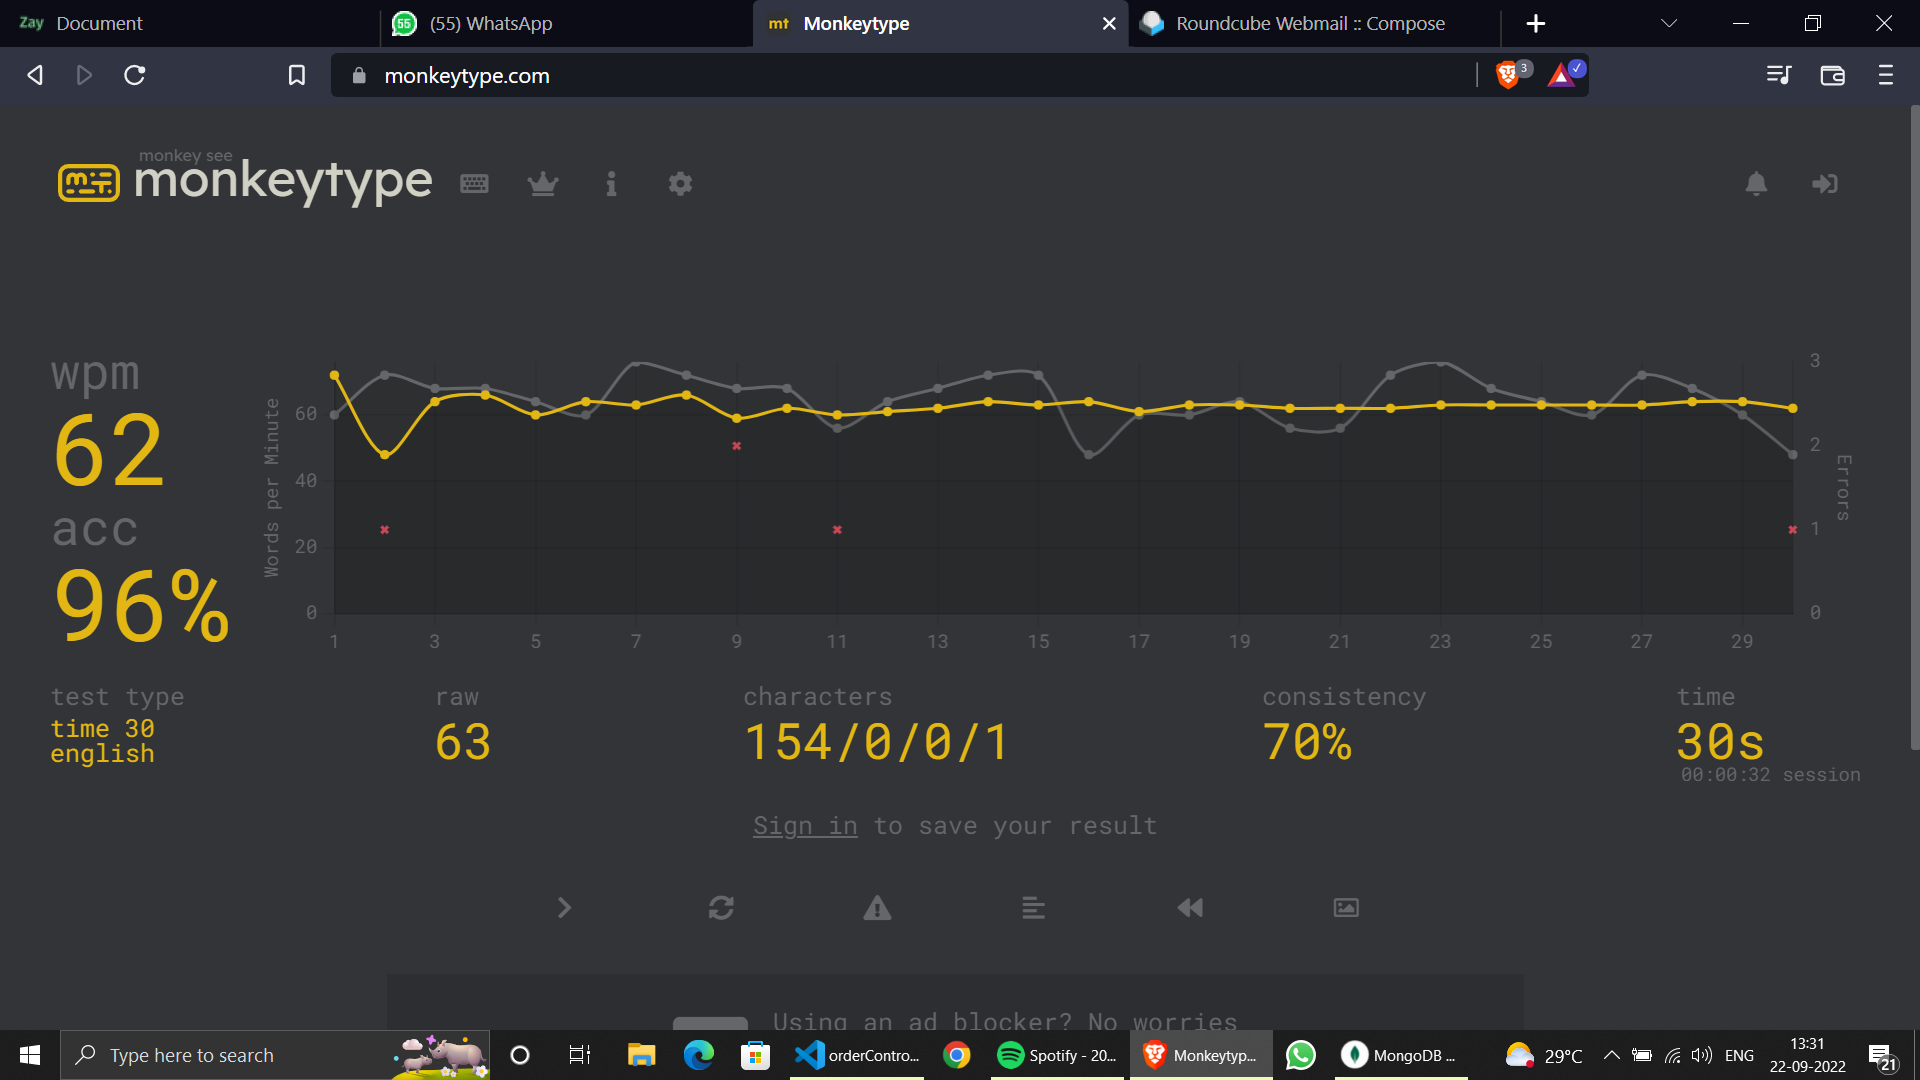 Zay Document
55 (55) WhatsApp
mt Monkeytype
Roundcube Webmail :: Compose
monkeytype.com
3
monkey see
monkeytype
wpm
62
acc
96%
Words per Minute
60
40
20
0
3
2
1
0
Errors
1 3 5 7 9 11 13 15 17 19 21 23 25 27 29
test type
time 30
english
raw
63
characters
154/0/0/1
consistency
70%
time
30s
00:00:32 session
Sign in to save your result
Using an ad blocker? No worries
Type here to search
orderContro...
Spotify - 20...
Monkeytyp...
MongoDB ...
29°C
ENG
13:31
22-09-2022
21